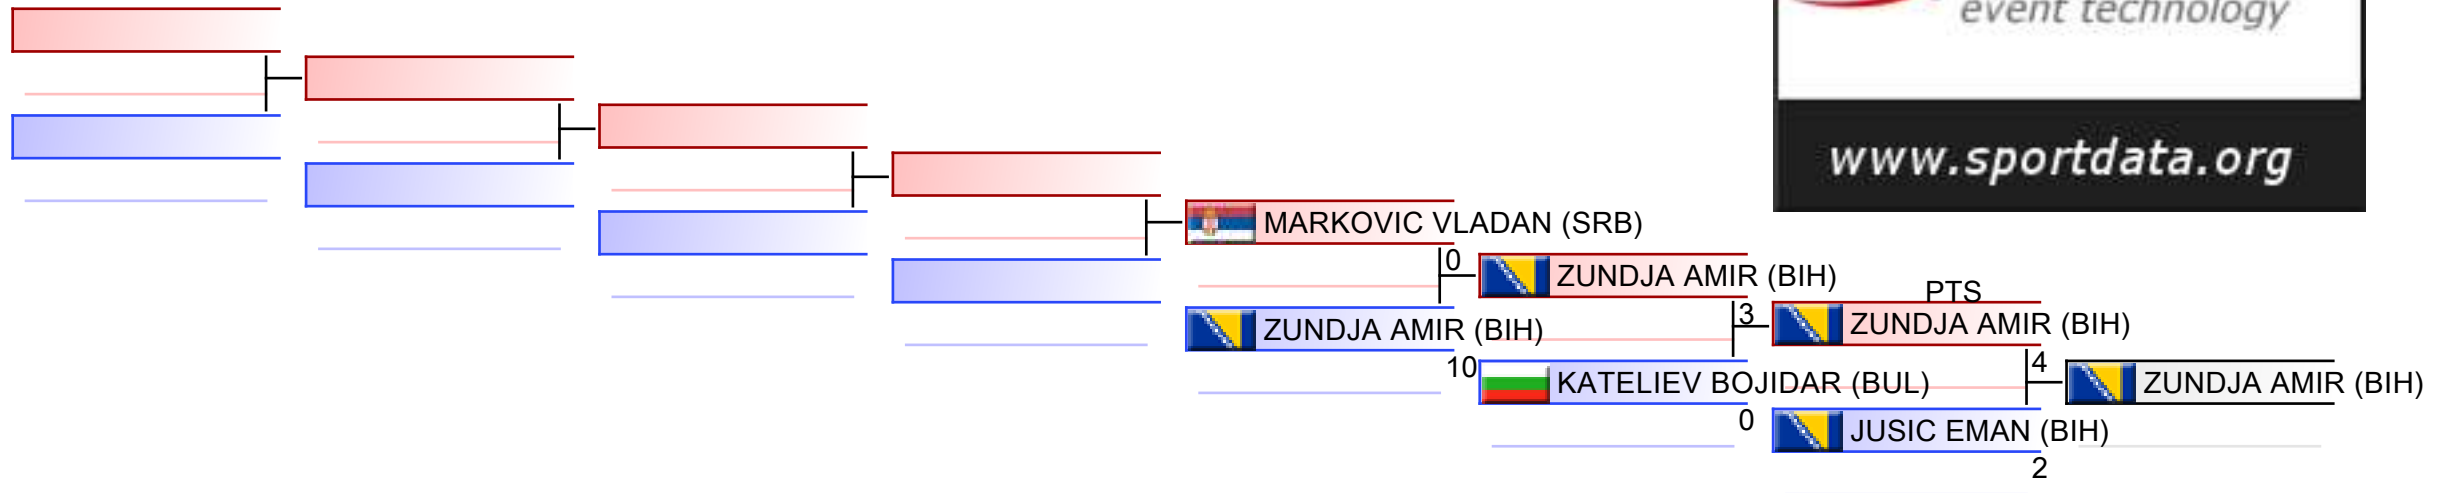 event technology
www.sportdata.org
MARKOVIC VLADAN (SRB)
0
ZUNDJA AMIR (BIH)
10
ZUNDJA AMIR (BIH)
3
KATELIEV BOJIDAR (BUL)
0
PTS
ZUNDJA AMIR (BIH)
4
JUSIC EMAN (BIH)
2
ZUNDJA AMIR (BIH)